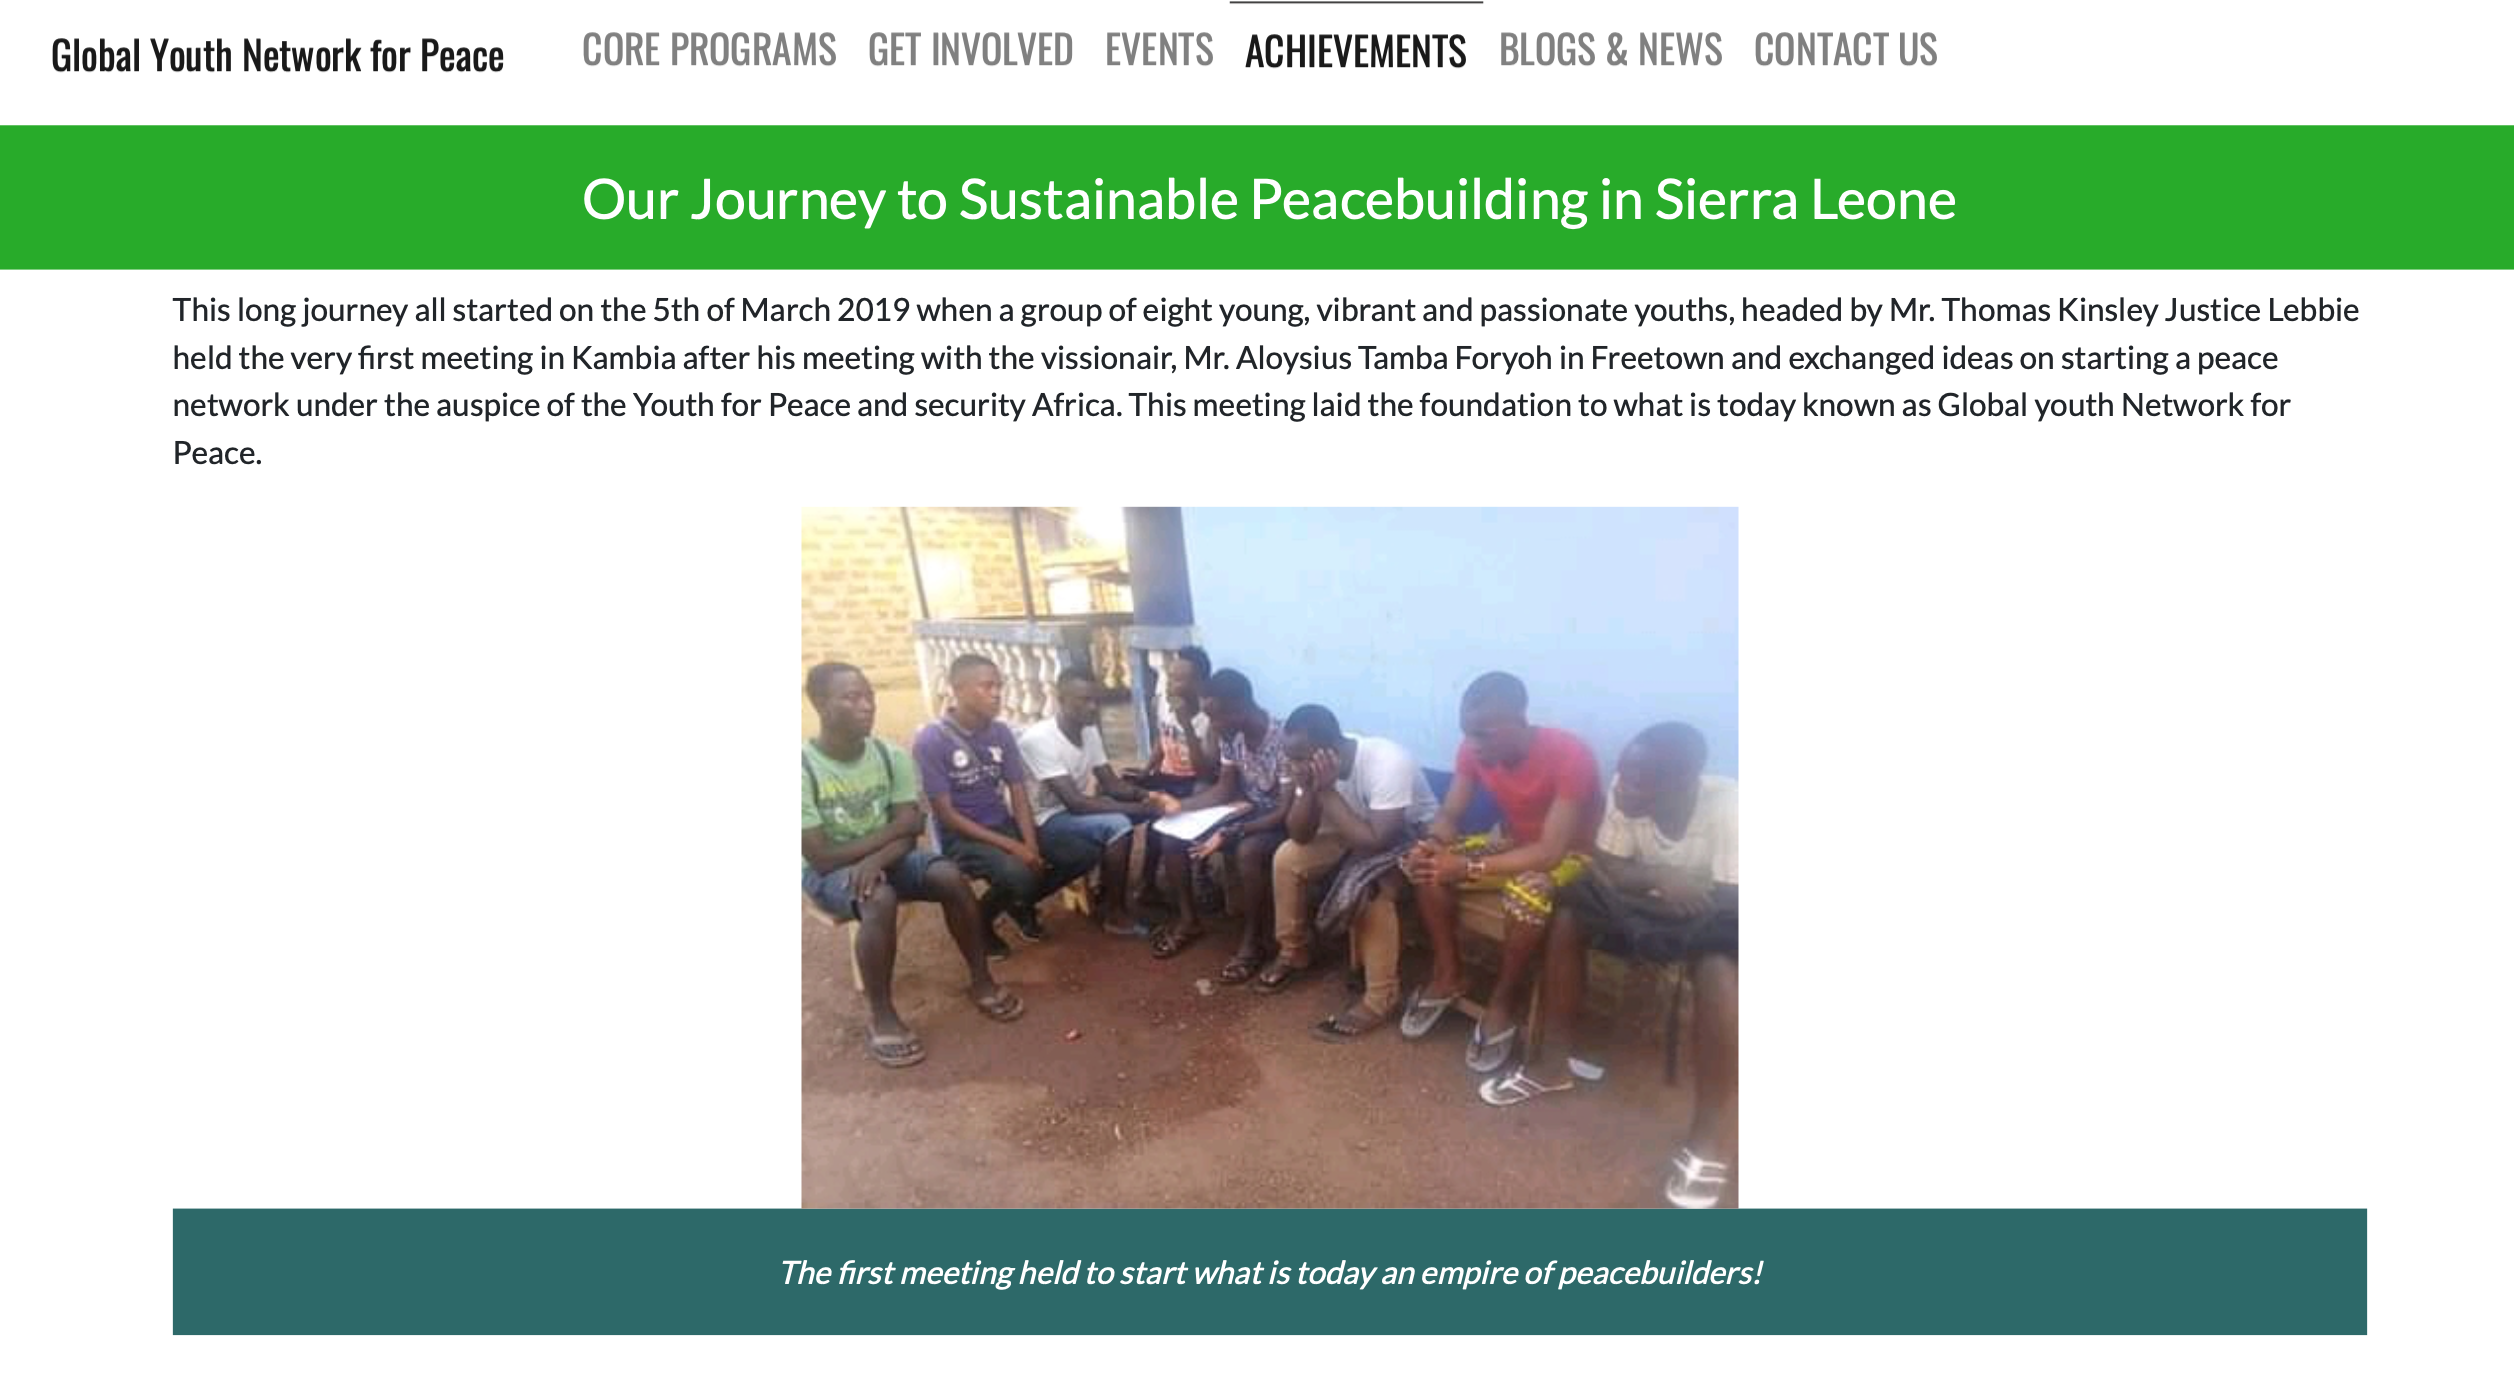 Global Youth Network for Peace
CORE PROGRAMS GET INVOLVED EVENTS ACHIEVEMENTS BLOGS & NEWS CONTACT US
Our Journey to Sustainable Peacebuilding in Sierra Leone
This long journey all started on the 5th of March 2019 when a group of eight young, vibrant and passionate youths, headed by Mr. Thomas Kinsley Justice Lebbie
held the very first meeting in Kambia after his meeting with the vissionair, Mr. Aloysius Tamba Foryoh in Freetown and exchanged ideas on starting a peace
network under the auspice of the Youth for Peace and security Africa. This meeting laid the foundation to what is today known as Global youth Network for
Peace.
The first meeting held to start what is today an empire of peacebuilders!